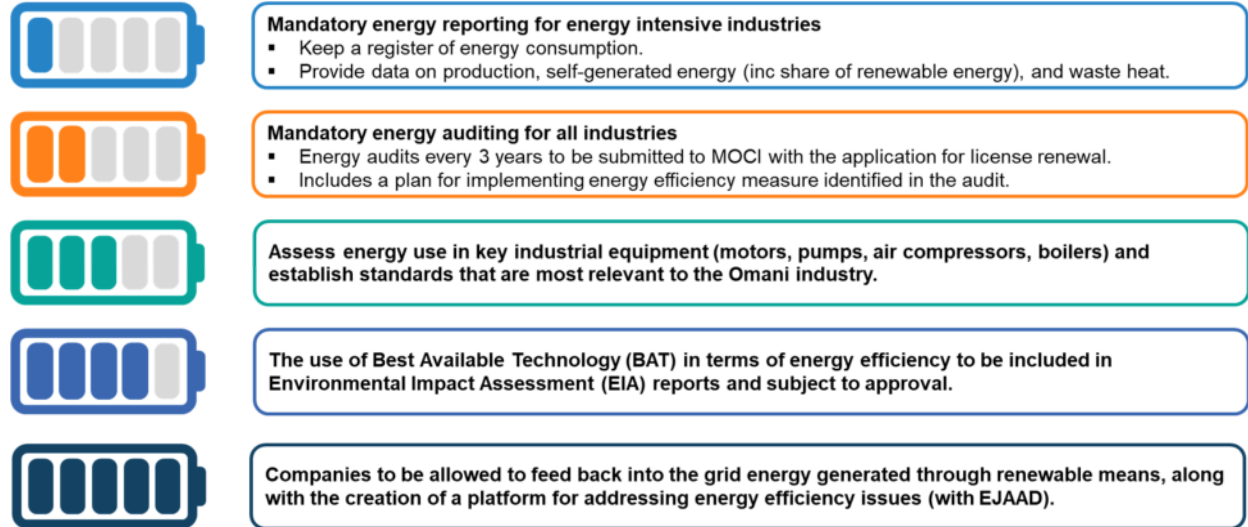 Mandatory energy reporting for energy intensive industries
▪ Keep a register of energy consumption.
▪ Provide data on production, self-generated energy (inc share of renewable energy), and waste heat.
Mandatory energy auditing for all industries
▪ Energy audits every 3 years to be submitted to MOCI with the application for license renewal.
▪ Includes a plan for implementing energy efficiency measure identified in the audit.
Assess energy use in key industrial equipment (motors, pumps, air compressors, boilers) and
establish standards that are most relevant to the Omani industry.
The use of Best Available Technology (BAT) in terms of energy efficiency to be included in
Environmental Impact Assessment (EIA) reports and subject to approval.
Companies to be allowed to feed back into the grid energy generated through renewable means, along
with the creation of a platform for addressing energy efficiency issues (with EJAAD).